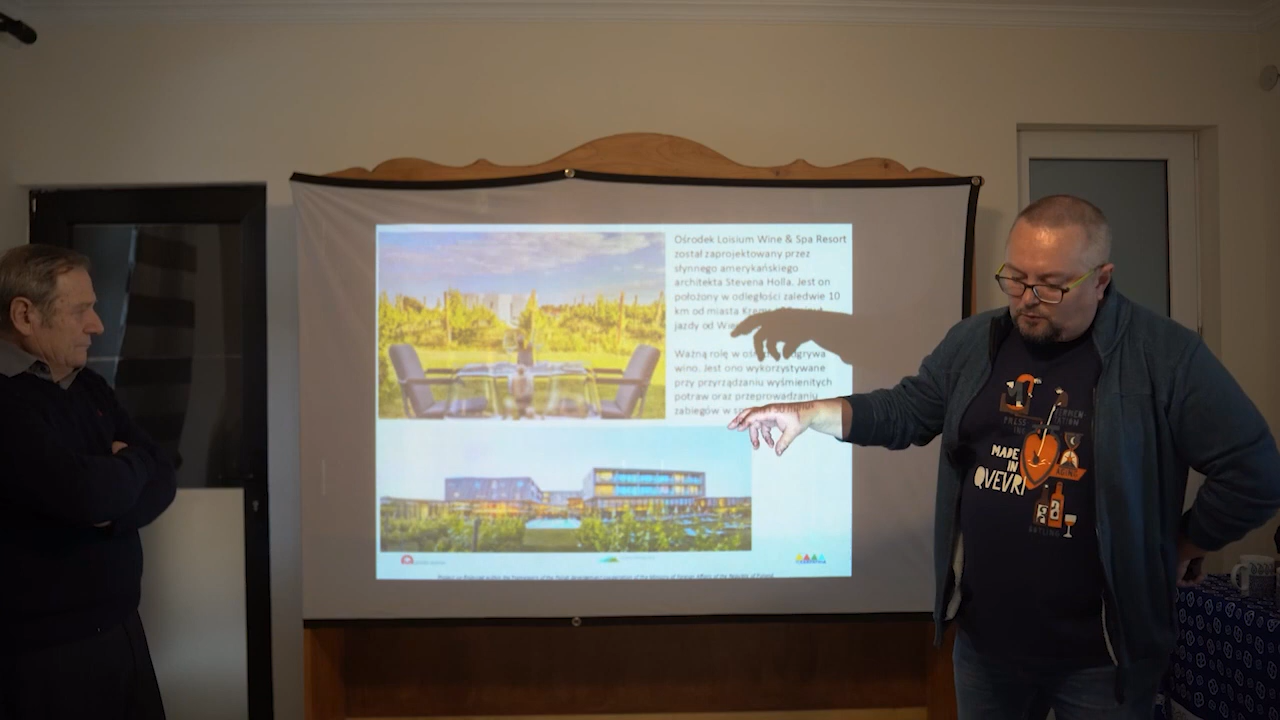 Ośrodek Loisium Wine & Spa Resort
został zaprojektowany przez
słynnego amerykańskiego
architekta Stevena Holla. Jest on
położony w odległości zaledwie 10
km od miasta
jazdy od
Ważną rolę w
wino. Jest ono wykorzystywane
przy przyrządzaniu wyśmienitych
potraw oraz przeprowadzaniu
zabiegów w
PRESS
MADE
IN
QVEVRI